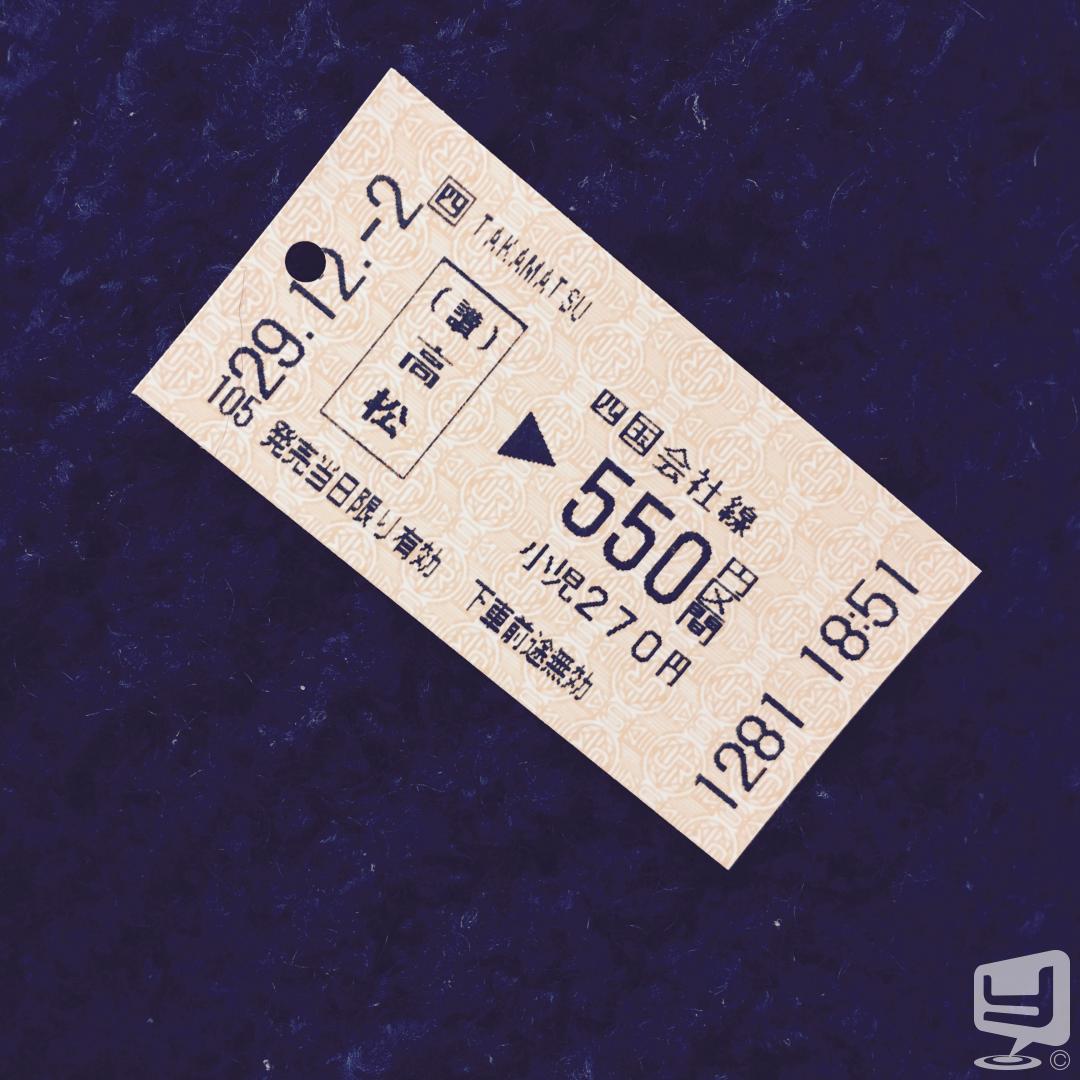 四 TAKAMATSU
(讃)
高松
▶
四国会社線
550円区間
小児270円
29.12.-2
105 発売当日限り有効 下車前途無効
1281 18:51